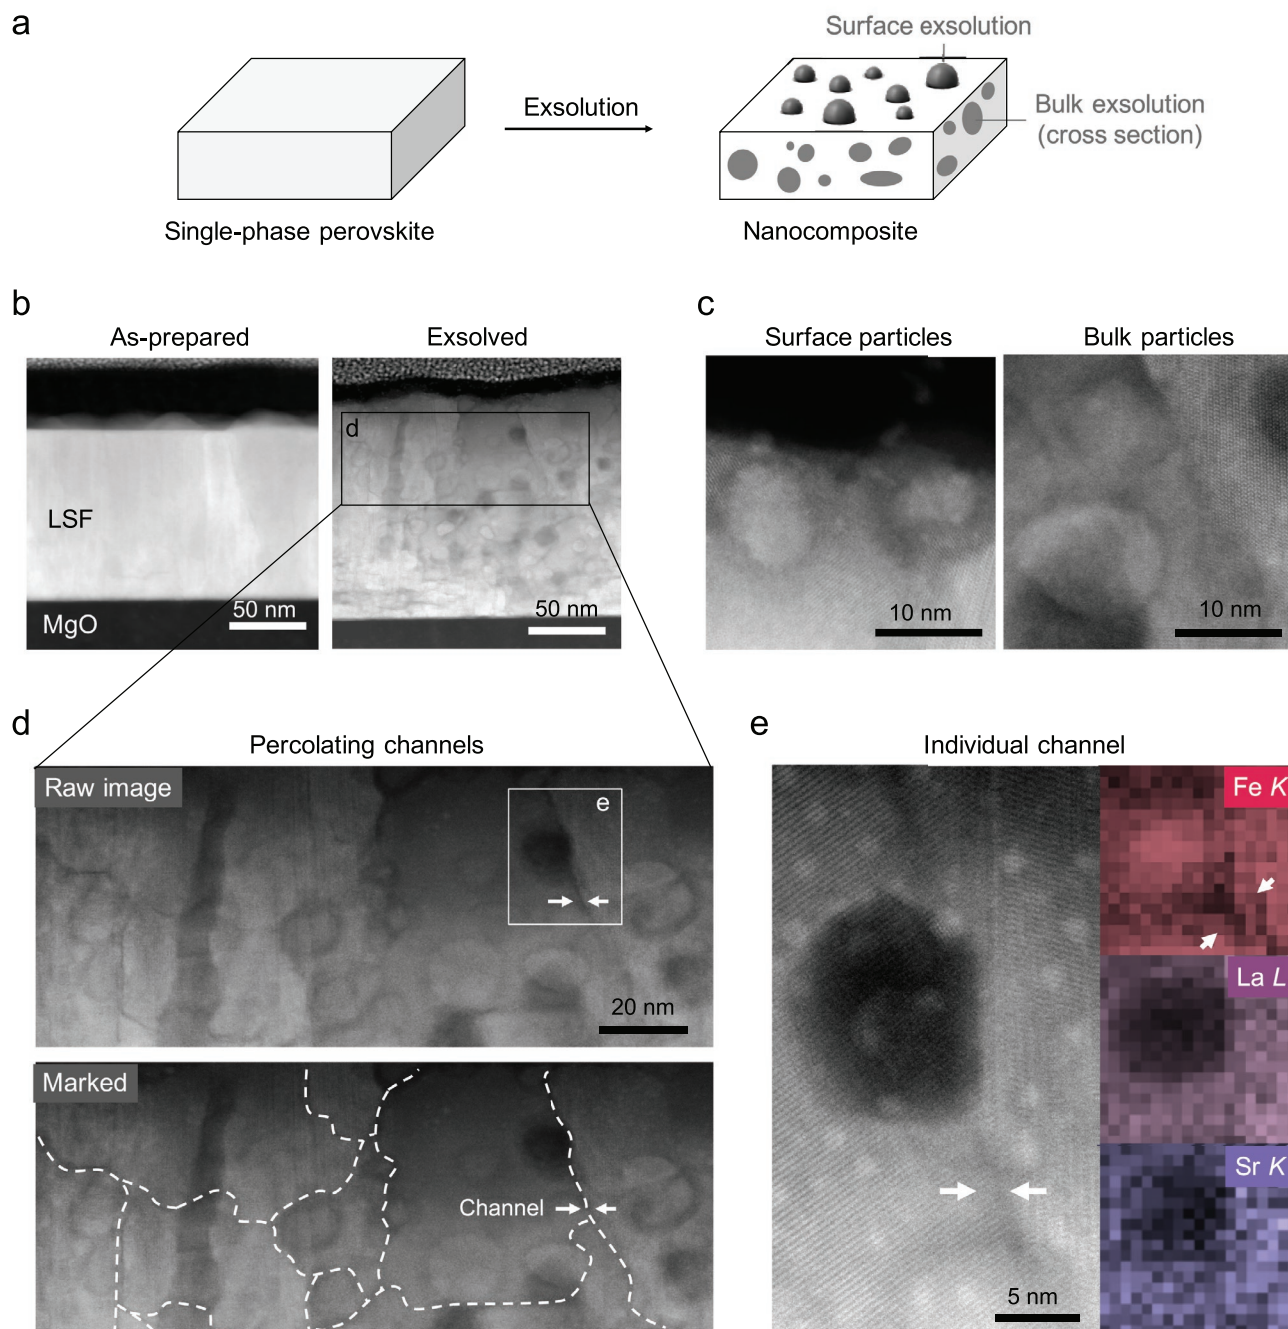 a
Surface exsolution
Exsolution
Bulk exsolution
(cross section)
Single-phase perovskite
Nanocomposite
b
As-prepared
Exsolved
LSF
MgO
50 nm
d
50 nm
c
Surface particles
Bulk particles
10 nm
10 nm
d
Percolating channels
Raw image
e
20 nm
Marked
Channel
e
Individual channel
Fe K
La L
Sr K
5 nm